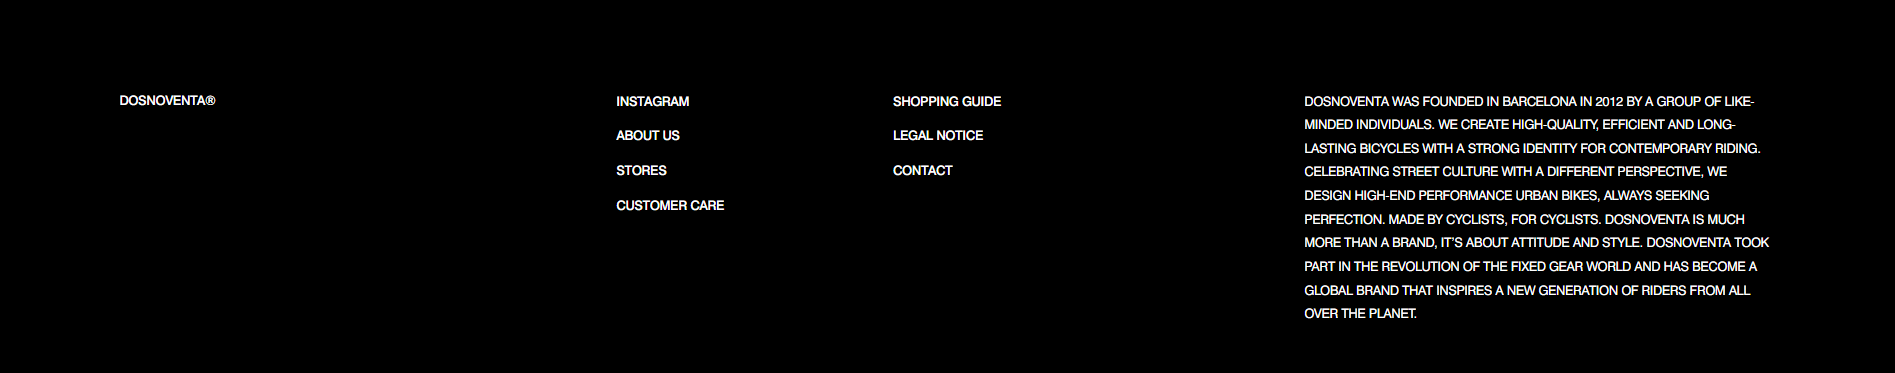 DOSNOVENTA®
INSTAGRAM
ABOUT US
STORES
CUSTOMER CARE
SHOPPING GUIDE
LEGAL NOTICE
CONTACT
DOSNOVENTA WAS FOUNDED IN BARCELONA IN 2012 BY A GROUP OF LIKE-
MINDED INDIVIDUALS. WE CREATE HIGH-QUALITY, EFFICIENT AND LONG-
LASTING BICYCLES WITH A STRONG IDENTITY FOR CONTEMPORARY RIDING.
CELEBRATING STREET CULTURE WITH A DIFFERENT PERSPECTIVE, WE
DESIGN HIGH-END PERFORMANCE URBAN BIKES, ALWAYS SEEKING
PERFECTION. MADE BY CYCLISTS, FOR CYCLISTS. DOSNOVENTA IS MUCH
MORE THAN A BRAND, IT'S ABOUT ATTITUDE AND STYLE. DOSNOVENTA TOOK
PART IN THE REVOLUTION OF THE FIXED GEAR WORLD AND HAS BECOME A
GLOBAL BRAND THAT INSPIRES A NEW GENERATION OF RIDERS FROM ALL
OVER THE PLANET.